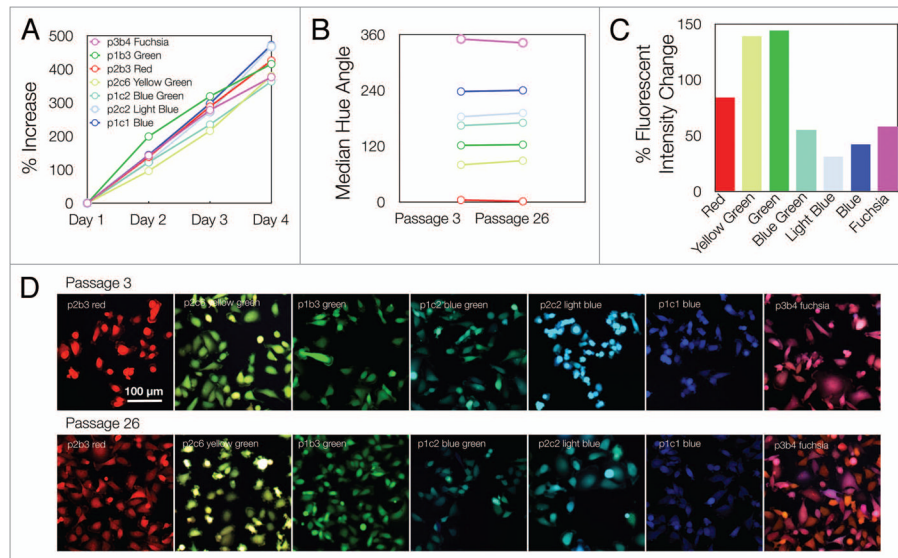 A
% Increase
500
400
300
200
100
0
p3b4 Fuchsia
p1b3 Green
p2b3 Red
p2c6 Yellow Green
p1c2 Blue Green
p2c2 Light Blue
p1c1 Blue
Day 1 Day 2 Day 3 Day 4
B
Median Hue Angle
360
240
120
0
Passage 3 Passage 26
C
% Fluorescent
Intensity Change
150
100
50
0
Red
Yellow Green
Green
Blue Green
Light Blue
Blue
Fuchsia
D
Passage 3
p2b3 red p2c6 yellow green p1b3 green p1c2 blue green p2c2 light blue p1c1 blue p3b4 fuchsia
100 µm
Passage 26
p2b3 red p2c6 yellow green p1b3 green p1c2 blue green p2c2 light blue p1c1 blue p3b4 fuchsia